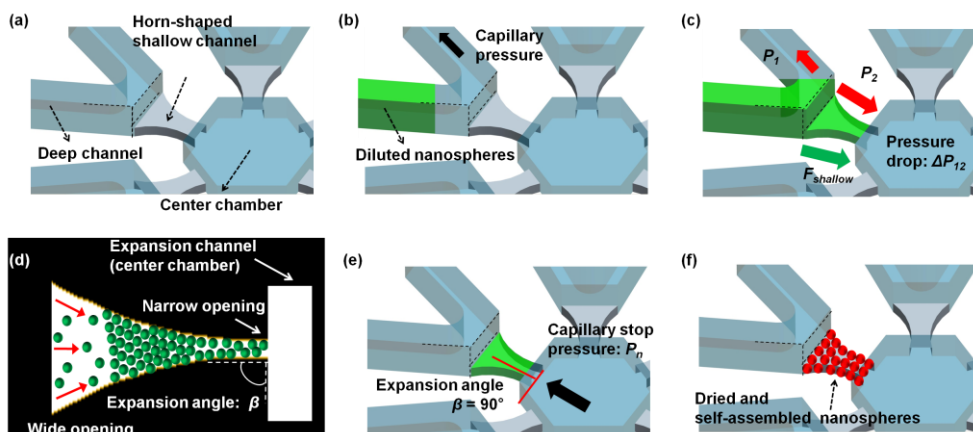 (a)
Horn-shaped
shallow channel
Deep channel
Center chamber
(b)
Capillary
pressure
Diluted nanospheres
(c)
P1
P2
Pressure
drop: ΔP12
Fshallow
(d)
Expansion channel
(center chamber)
Narrow opening
Expansion angle: β
Wide opening
(e)
Capillary stop
pressure: Pn
Expansion angle
β = 90°
(f)
Dried and
self-assembled nanospheres